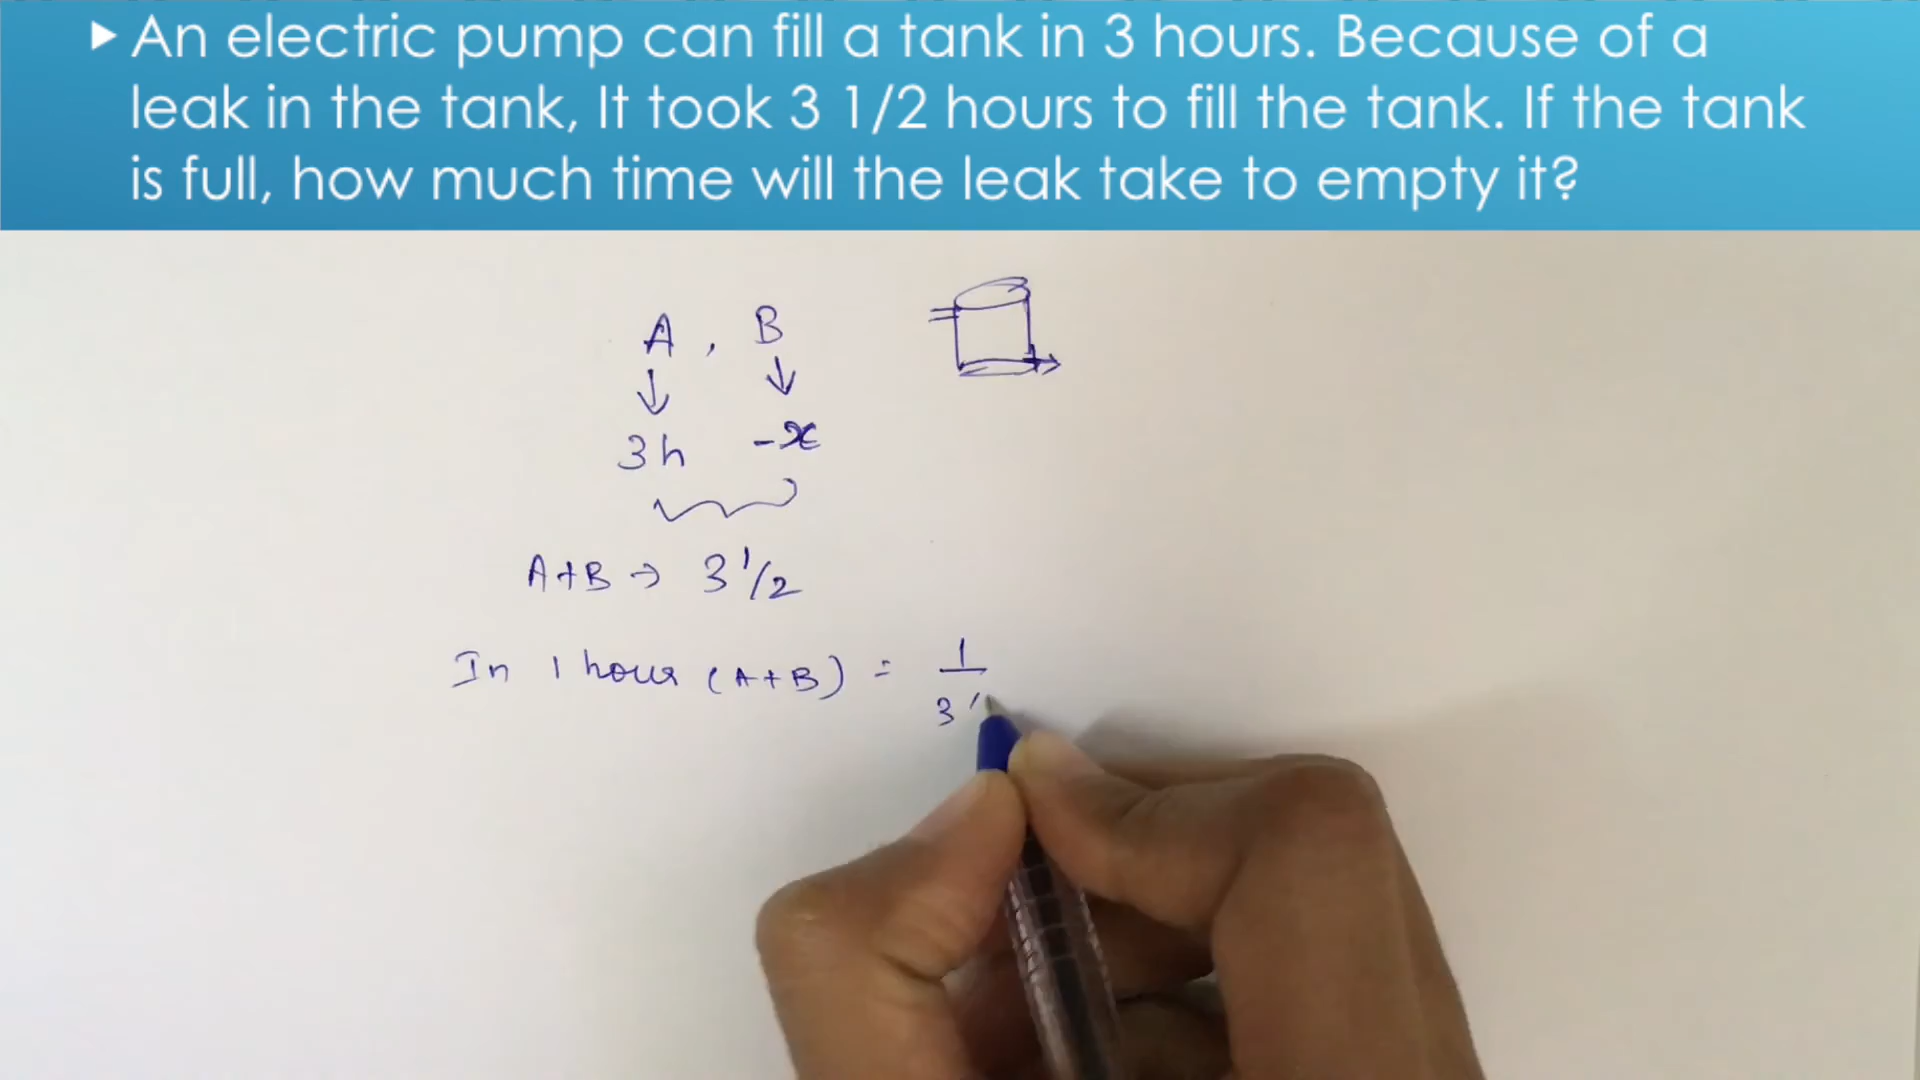 An electric pump can fill a tank in 3 hours. Because of a
leak in the tank, It took 3 1/2 hours to fill the tank. If the tank
is full, how much time will the leak take to empty it?
A , B
↓ ↓
3h -x
A+B → 3 1/2
In 1 hour (A+B) = 1
3